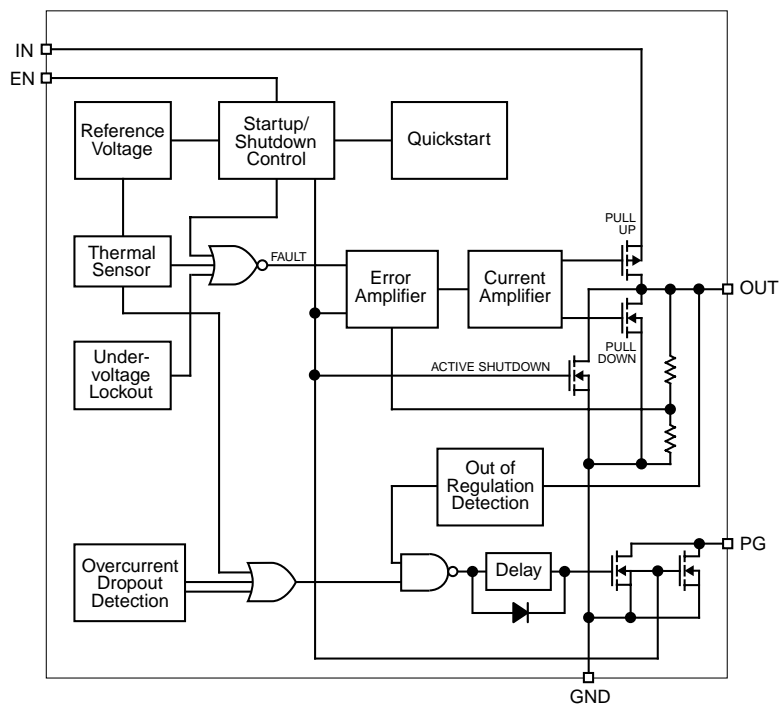 IN
EN
Reference
Voltage
Startup/
Shutdown
Control
Quickstart
PULL
UP
Thermal
Sensor
FAULT
Error
Amplifier
Current
Amplifier
OUT
PULL
DOWN
Under-
voltage
Lockout
ACTIVE SHUTDOWN
Out of
Regulation
Detection
PG
Overcurrent
Dropout
Detection
Delay
GND